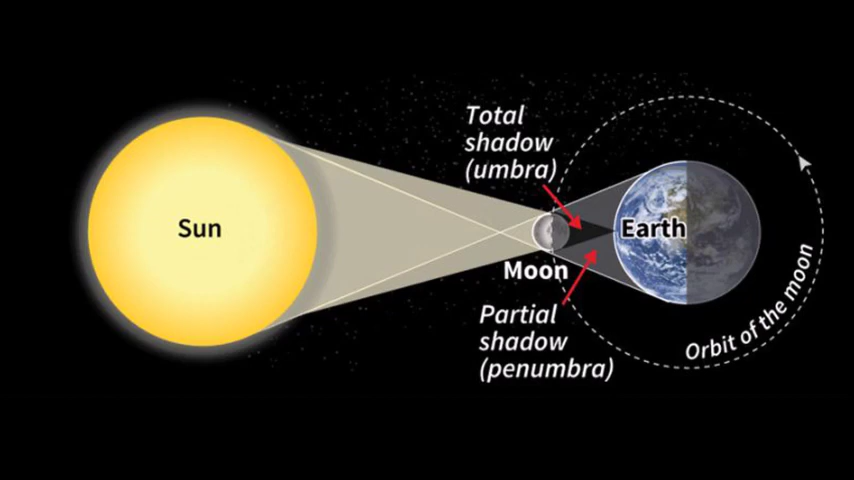 Total
shadow
(umbra)
Sun
Earth
Moon
Partial
shadow
(penumbra)
Orbit of the moon